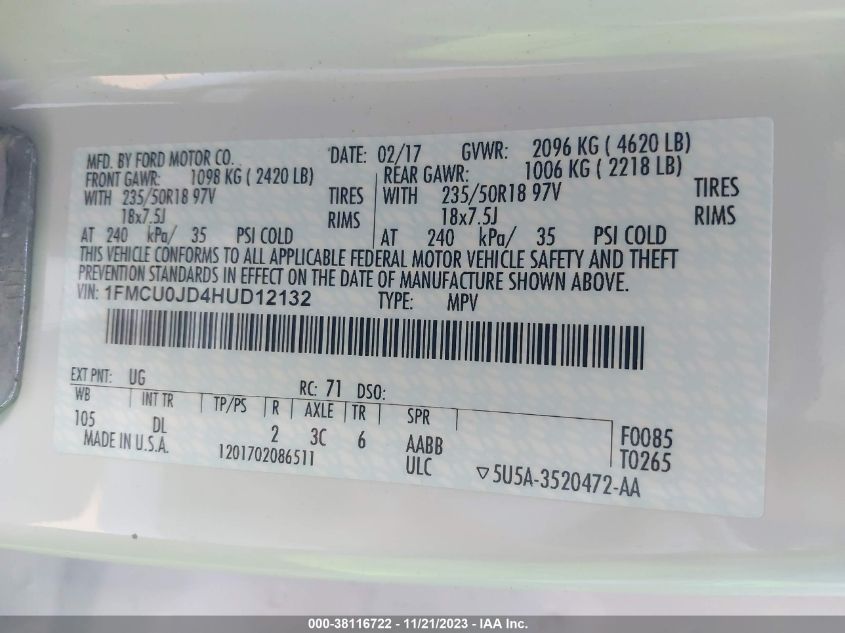 MFD. BY FORD MOTOR CO. DATE: 02/17 GVWR: 2096 KG ( 4620 LB)
FRONT GAWR: 1098 KG ( 2420 LB) REAR GAWR: 1006 KG ( 2218 LB)
WITH 235/50R18 97V TIRES WITH 235/50R18 97V TIRES
18x7.5J RIMS 18x7.5J RIMS
AT 240 kPa/ 35 PSI COLD AT 240 kPa/ 35 PSI COLD
THIS VEHICLE CONFORMS TO ALL APPLICABLE FEDERAL MOTOR VEHICLE SAFETY AND THEFT
PREVENTION STANDARDS IN EFFECT ON THE DATE OF MANUFACTURE SHOWN ABOVE.
VIN: 1FMCU0JD4HUD12132 TYPE: MPV
EXT PNT: UG RC: 71 DSO:
WB INT TR TP/PS R AXLE TR SPR
105 DL 2 3C 6 AABB F0085
MADE IN U.S.A. 1201702086511 ULC T0265
▽5U5A-3520472-AA
000-38116722 - 11/21/2023 - IAA Inc.